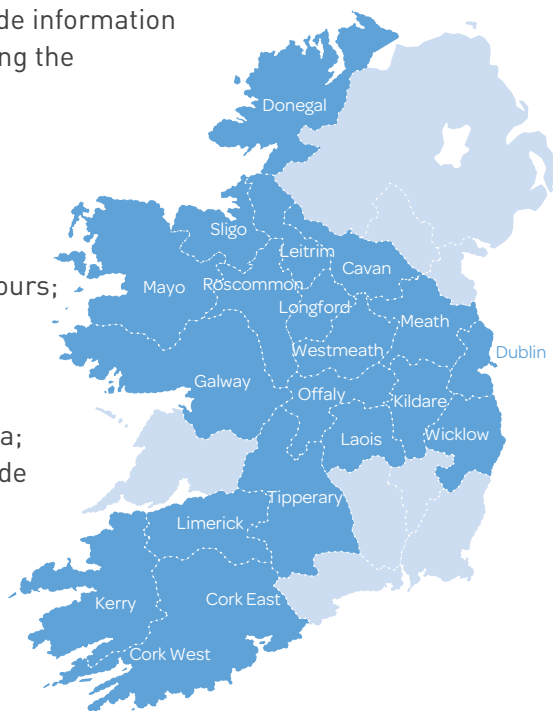 de information
ng the
ours;
a;
de
Donegal
Sligo
Leitrim
Cavan
Mayo
Roscommon
Longford
Meath
Westmeath
Dublin
Galway
Offaly
Kildare
Laois
Wicklow
Tipperary
Limerick
Kerry
Cork East
Cork West